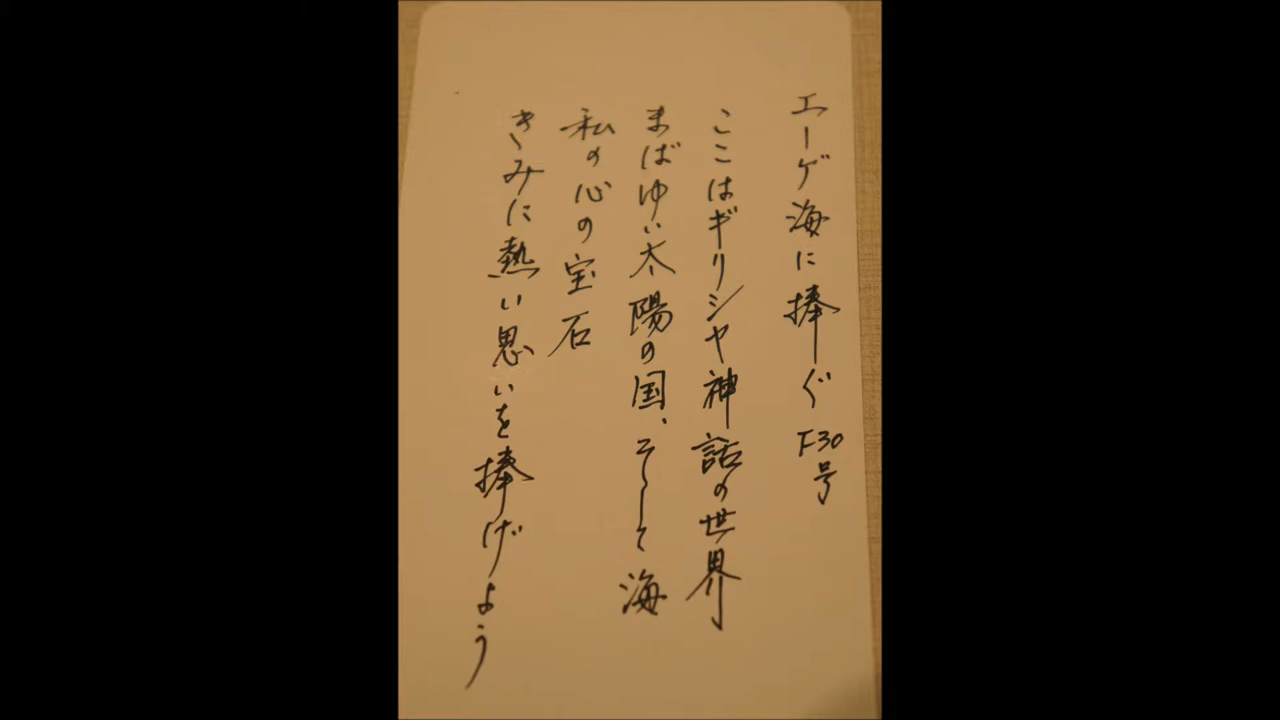 エーゲ海に捧ぐ F30号
ここはギリシャ神話の世界
まばゆい太陽の国、そして海
私の心の宝石
きみに熱い思いを捧げよう